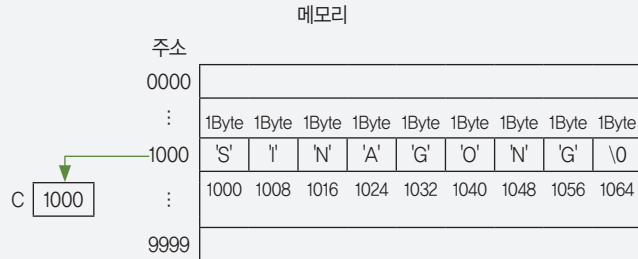 메모리
주소
0000
⋮ 1Byte 1Byte 1Byte 1Byte 1Byte 1Byte 1Byte 1Byte 1Byte
1000 'S' 'I' 'N' 'A' 'G' 'O' 'N' 'G' \0
C 1000 ⋮ 1000 1008 1016 1024 1032 1040 1048 1056 1064
9999